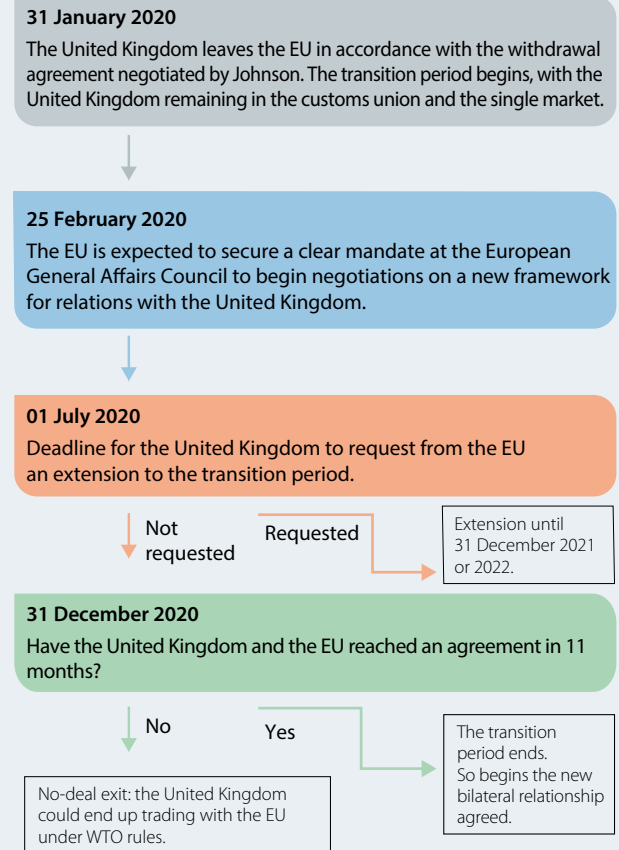 31 January 2020
The United Kingdom leaves the EU in accordance with the withdrawal
agreement negotiated by Johnson. The transition period begins, with the
United Kingdom remaining in the customs union and the single market.
25 February 2020
The EU is expected to secure a clear mandate at the European
General Affairs Council to begin negotiations on a new framework
for relations with the United Kingdom.
01 July 2020
Deadline for the United Kingdom to request from the EU
an extension to the transition period.
Not
requested
Requested
Extension until
31 December 2021
or 2022.
31 December 2020
Have the United Kingdom and the EU reached an agreement in 11
months?
No
Yes
The transition
period ends.
So begins the new
bilateral relationship
agreed.
No-deal exit: the United Kingdom
could end up trading with the EU
under WTO rules.